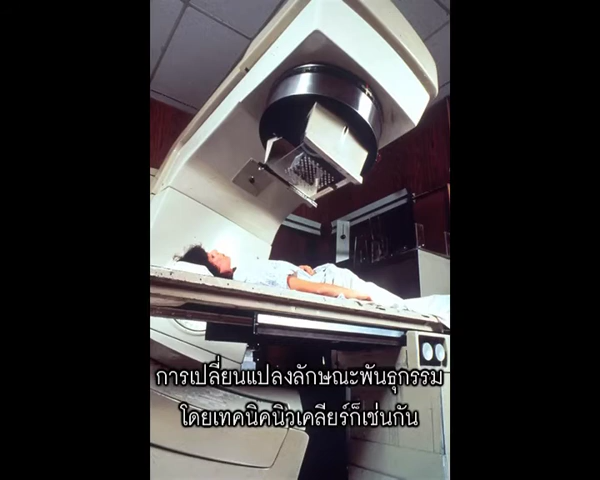 การเปลี่ยนแปลงลักษณะพันธุกรรม
โดยเทคนิคนิวเคลียร์ก็เช่นกัน